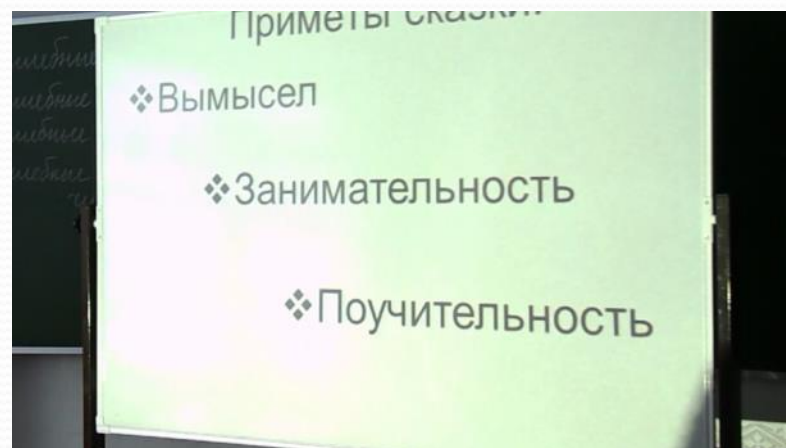 Приметы сказки:
❖Вымысел
❖Занимательность
❖Поучительность